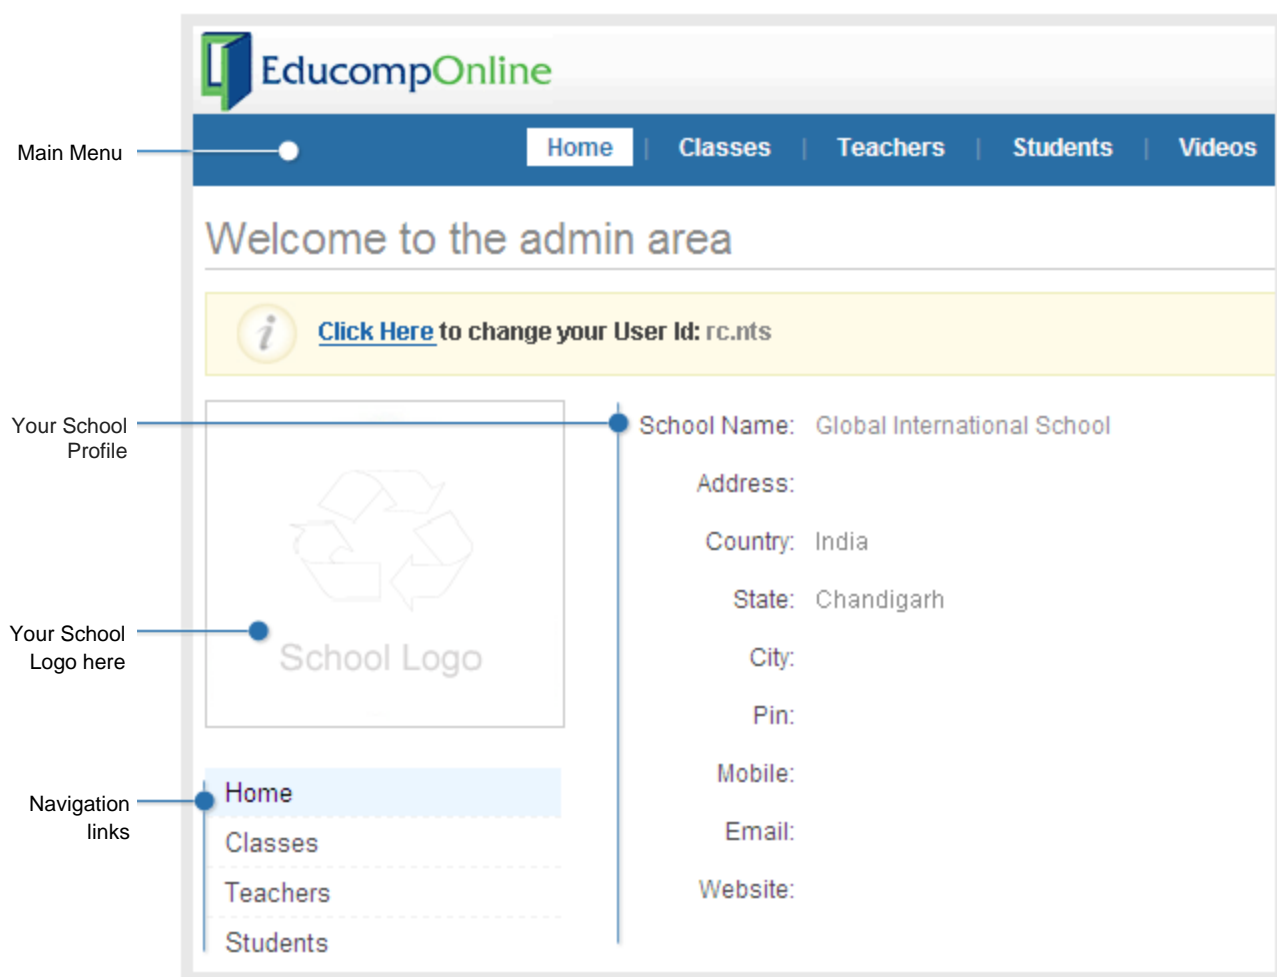 EducompOnline
Main Menu
Home | Classes | Teachers | Students | Videos
Welcome to the admin area
i
Click Here to change your User Id: rc.nts
Your School
Profile
School Name: Global International School
Address:
Country: India
State: Chandigarh
City:
Pin:
Mobile:
Email:
Website:
Your School
Logo here
School Logo
Navigation
links
Home
Classes
Teachers
Students